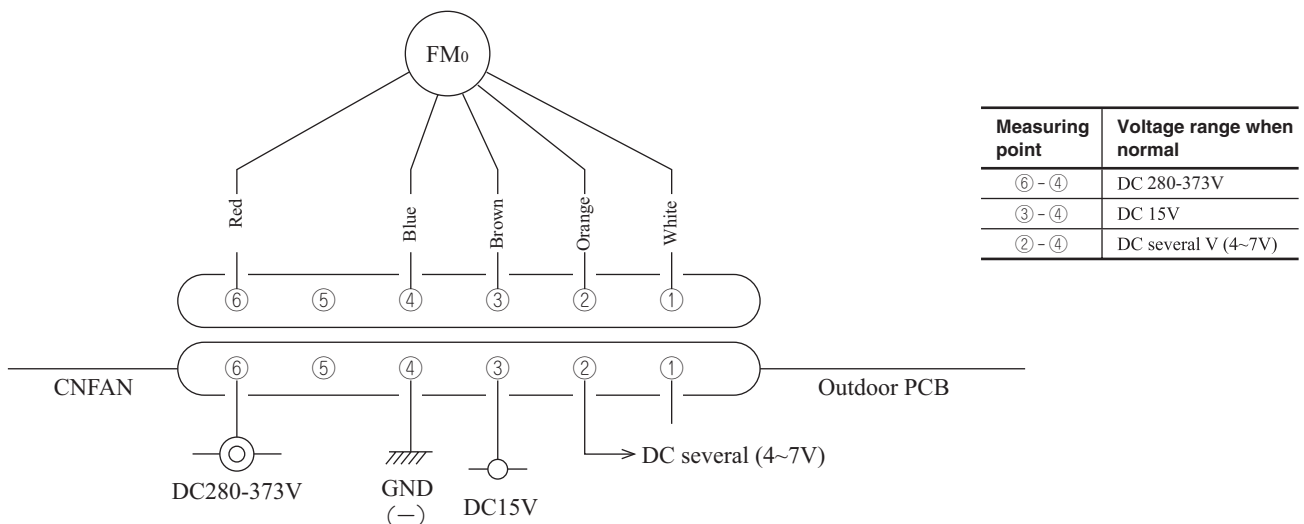 FM₀
Red
Blue
Brown
Orange
White
⑥ ⑤ ④ ③ ② ①
⑥ ⑤ ④ ③ ② ①
CNFAN
Outdoor PCB
DC280-373V
GND
(−)
DC15V
DC several (4~7V)
Measuring point Voltage range when normal
⑥ - ④ DC 280-373V
③ - ④ DC 15V
② - ④ DC several V (4~7V)